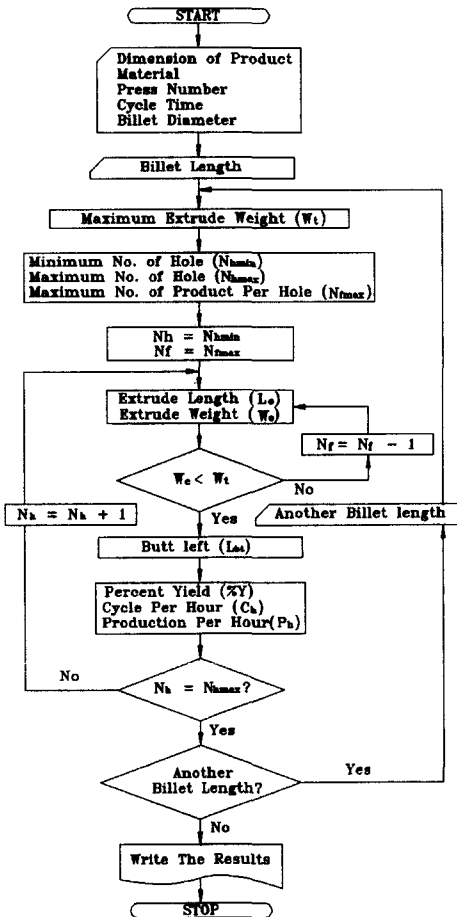 START
Dimension of Product
Material
Press Number
Cycle Time
Billet Diameter
Billet Length
Maximum Extrude Weight (Wt)
Minimum No. of Hole (Nhmin)
Maximum No. of Hole (Nhmax)
Maximum No. of Product Per Hole (Nfmax)
Nh = Nhmin
Nf = Nfmax
Extrude Length (Le)
Extrude Weight (We)
Nf = Nf - 1
We < Wt
No
Nh = Nh + 1
Yes
Another Billet length
Butt left (Lbt)
Percent Yield (%Y)
Cycle Per Hour (Ch)
Production Per Hour(Ph)
No
Nh = Nhmax?
Yes
Another
Billet Length?
Yes
No
Write The Results
STOP